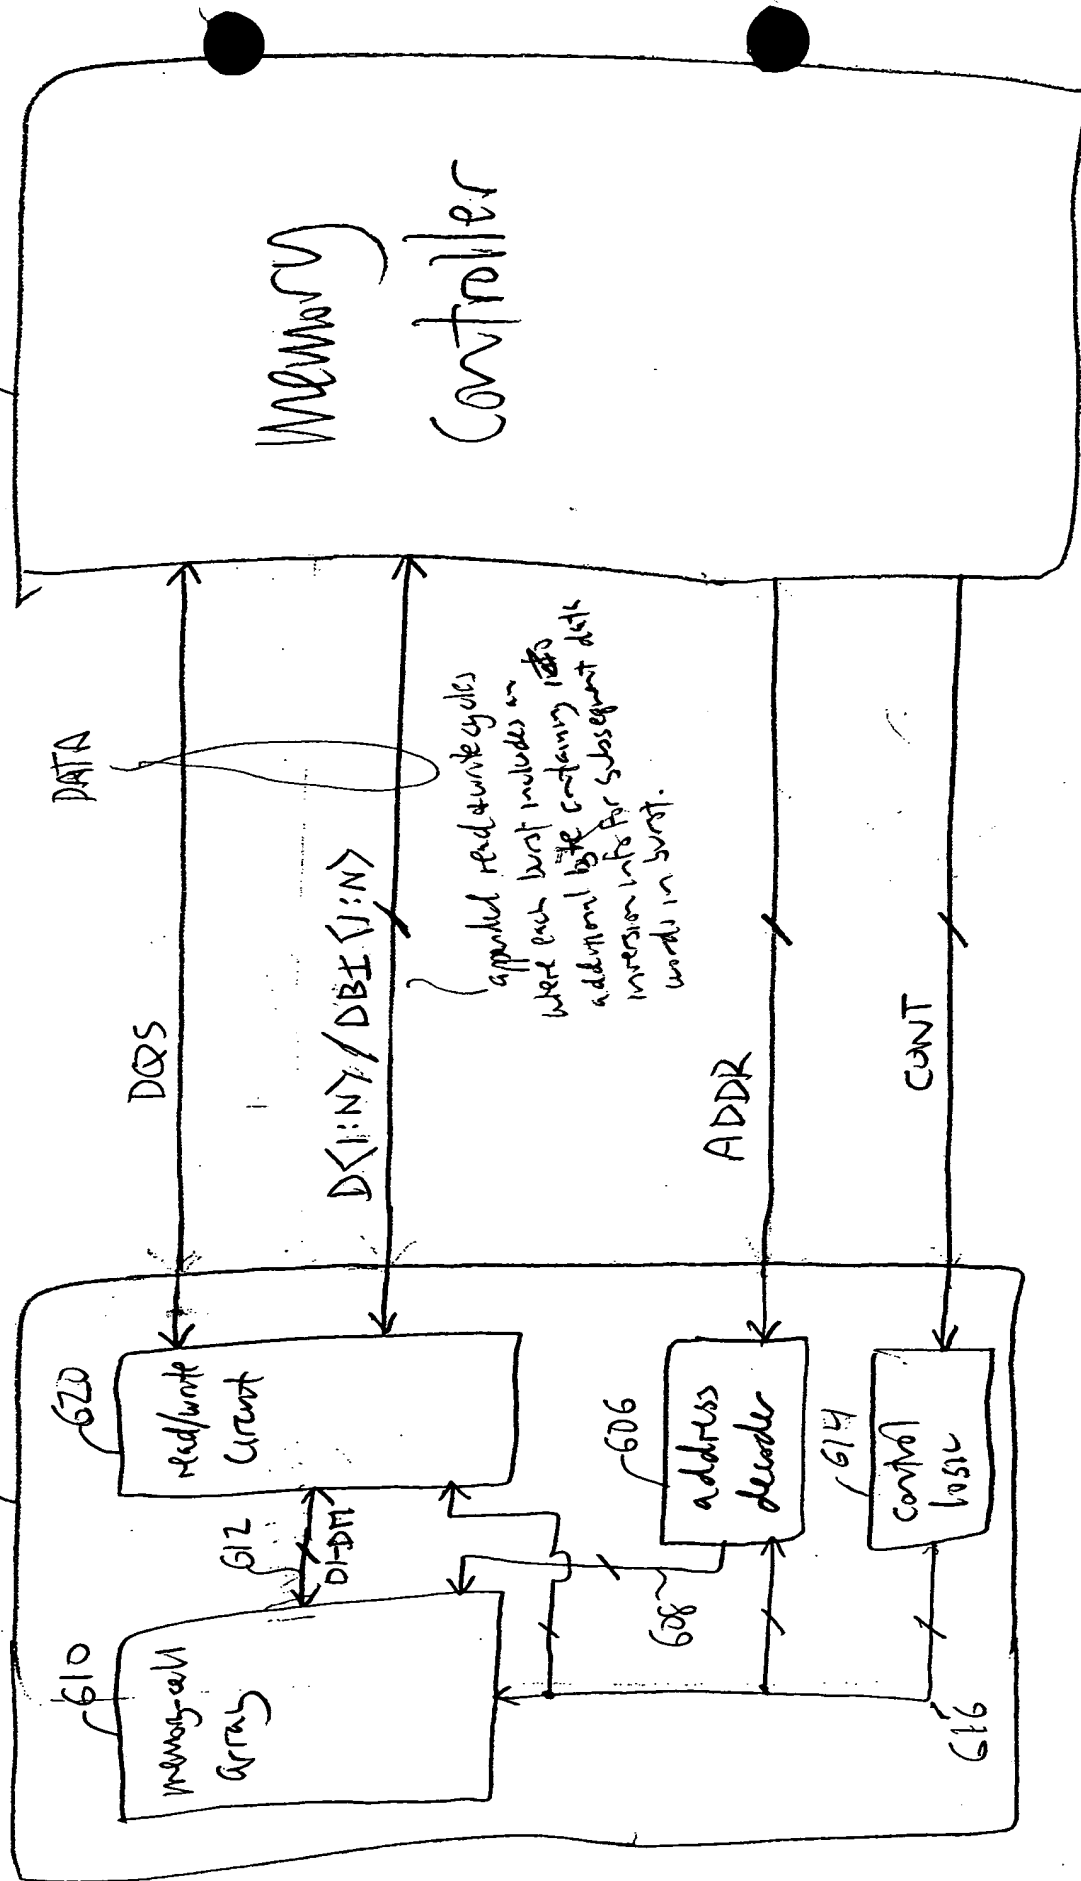 610
memory-cell
array
612
D1-DM
620
read/write
circuit
608
606
address
decoder
616
614
control
logic
DQS
D<1:N>/DBI<1:N>
DATA
appended read & write cycles
where each burst includes an
additional byte containing
inversion info for subsequent data
words in burst.
ADDR
CONT
Memory
Controller